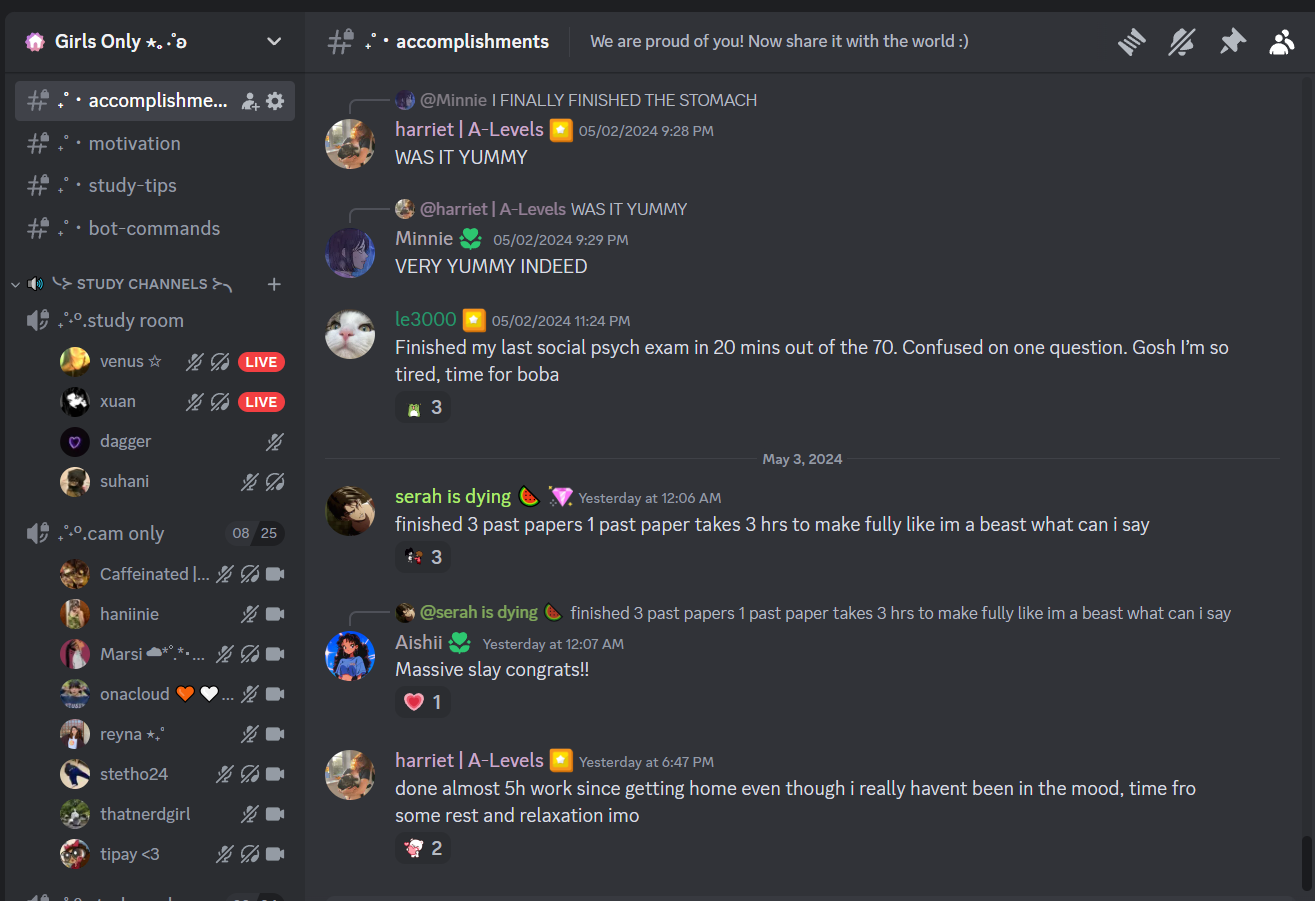 Girls Only ⋆｡‧˚ʚ
₊˚・accomplishme...
₊˚・motivation
₊˚・study-tips
₊˚・bot-commands
STUDY CHANNELS
₊˚‧º.study room
venus ☆ LIVE
xuan LIVE
dagger
suhani
₊˚‧º.cam only 08 25
Caffeinated |...
haniinie
Marsi ☁*˚.*・...
onacloud 🧡🤍...
reyna ⋆｡˚
stetho24
thatnerdgirl
tipay <3
₊˚・accomplishments
We are proud of you! Now share it with the world :)
@Minnie I FINALLY FINISHED THE STOMACH
harriet | A-Levels 05/02/2024 9:28 PM
WAS IT YUMMY
@harriet | A-Levels WAS IT YUMMY
Minnie 05/02/2024 9:29 PM
VERY YUMMY INDEED
le3000 05/02/2024 11:24 PM
Finished my last social psych exam in 20 mins out of the 70. Confused on one question. Gosh I'm so
tired, time for boba
3
May 3, 2024
serah is dying 🍉 Yesterday at 12:06 AM
finished 3 past papers 1 past paper takes 3 hrs to make fully like im a beast what can i say
3
@serah is dying 🍉 finished 3 past papers 1 past paper takes 3 hrs to make fully like im a beast what can i say
Aishii Yesterday at 12:07 AM
Massive slay congrats!!
1
harriet | A-Levels Yesterday at 6:47 PM
done almost 5h work since getting home even though i really havent been in the mood, time fro
some rest and relaxation imo
2